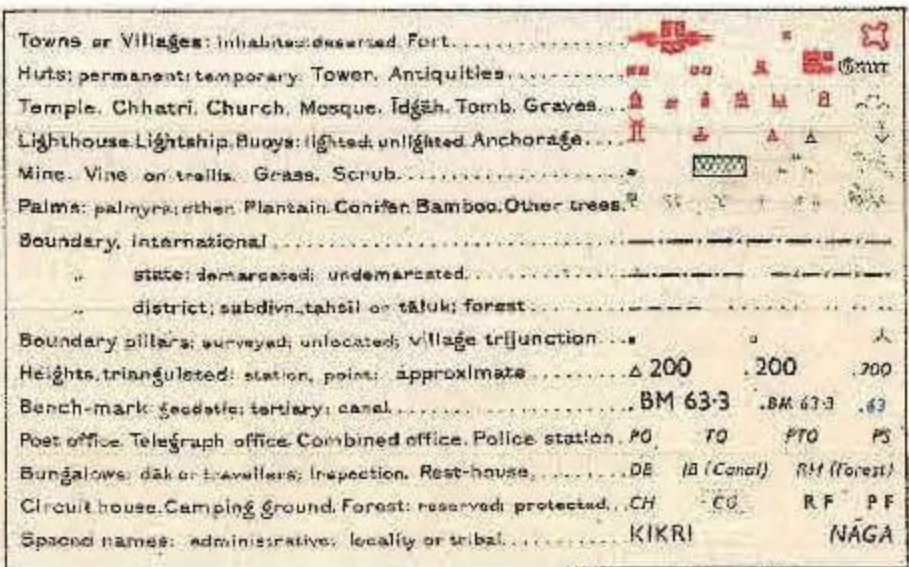 Towns or Villages: inhabited: deserted. Fort
Huts: permanent: temporary. Tower. Antiquities
Temple. Chhatri. Church. Mosque. Īdgāh. Tomb. Graves
Lighthouse. Lightship. Buoys: lighted: unlighted. Anchorage
Mine. Vine on trellis. Grass. Scrub
Palms: palmyra: other. Plantain. Conifer. Bamboo. Other trees
Boundary, international
„ state: demarcated: undemarcated
„ district: subdivn., tahsil or tāluk; forest
Boundary pillars: surveyed; unlocated; village trijunction
Heights, triangulated: station, point: approximate 200 .200 .200
Bench-mark: geodetic: tertiary: canal .BM 63·3 .BM 63·3 .63
Post office. Telegraph office. Combined office. Police station PO TO PTO PS
Bungalows: dāk or travellers; Inspection. Rest-house DB IB (Canal) RH (Forest)
Circuit house. Camping ground. Forest: reserved: protected CH CG RF PF
Spaced names: administrative: locality or tribal KIKRI NĀGA